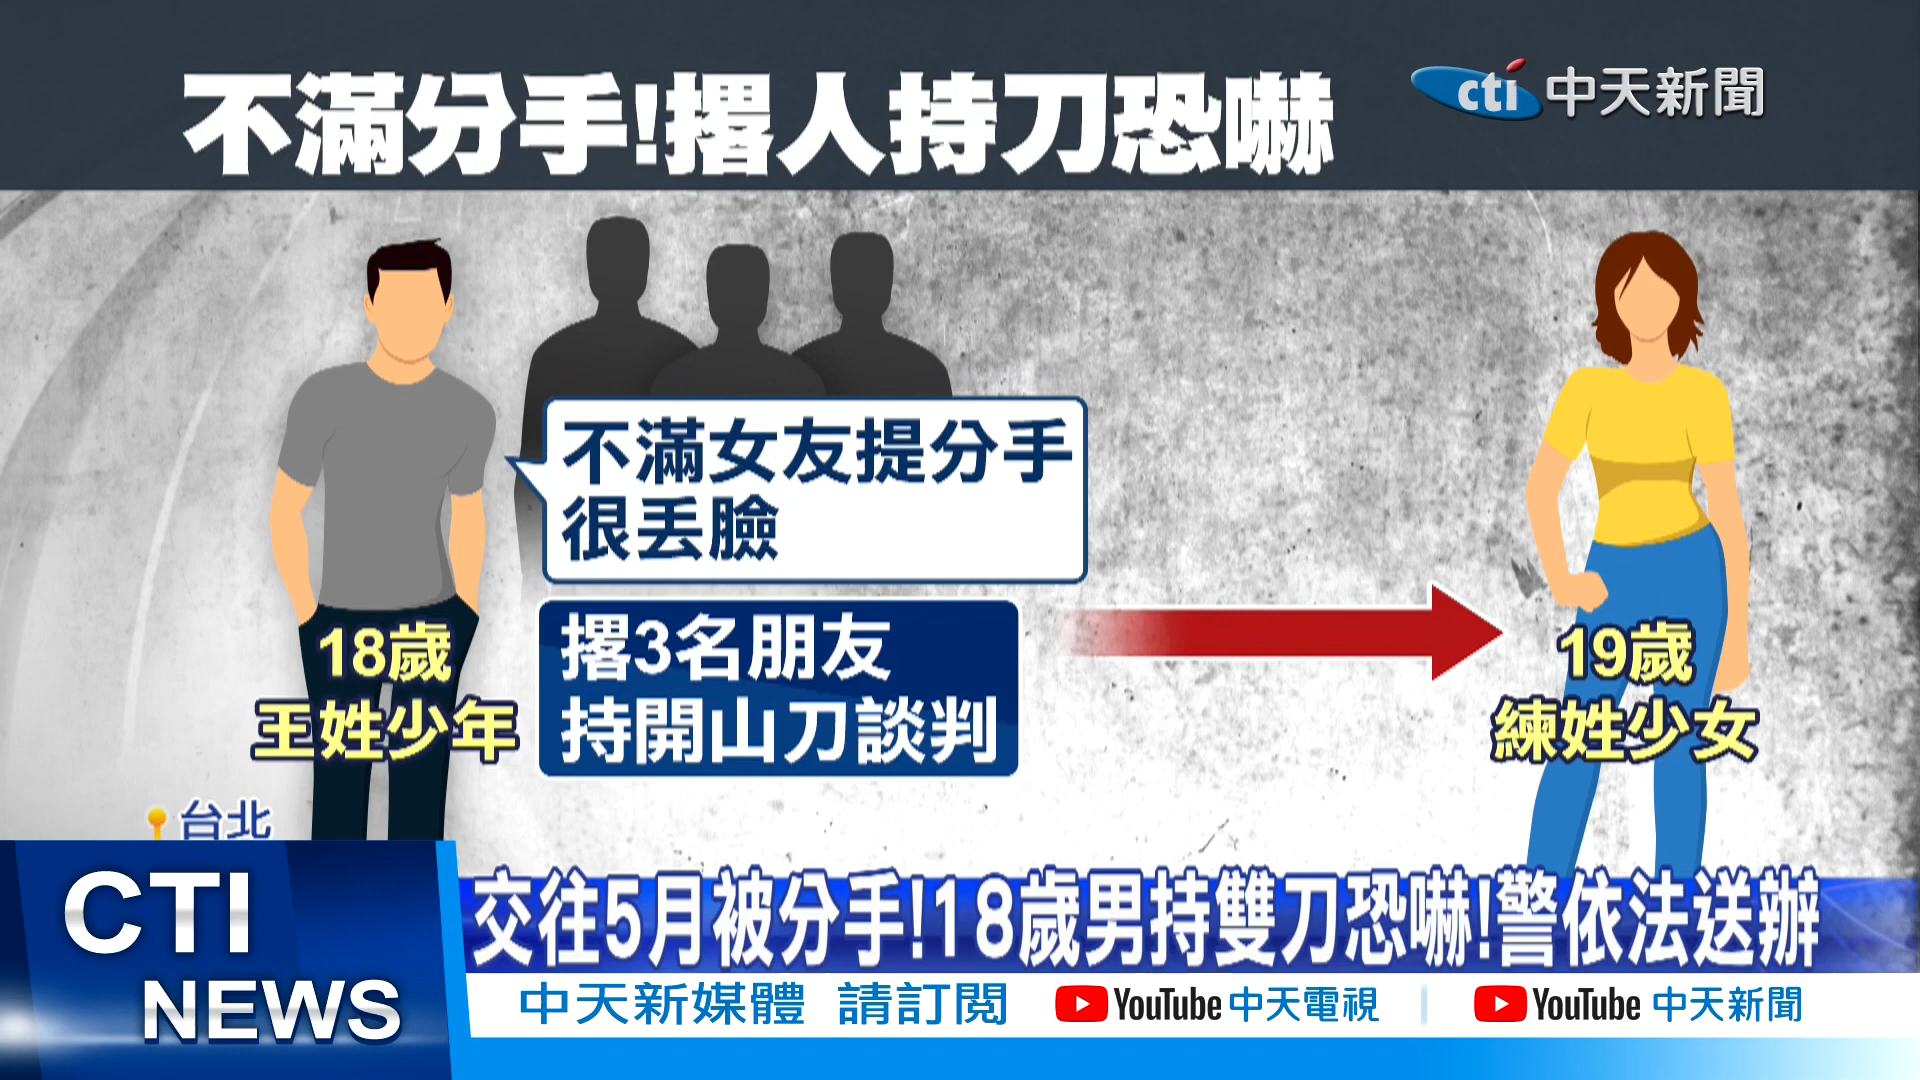 不滿分手!撂人持刀恐嚇
cti 中天新聞
不滿女友提分手
很丟臉
撂3名朋友
持開山刀談判
18歲
王姓少年
19歲
練姓少女
台北
CTI
NEWS
交往5月被分手!18歲男持雙刀恐嚇!警依法送辦
中天新媒體 請訂閱 YouTube 中天電視 YouTube 中天新聞